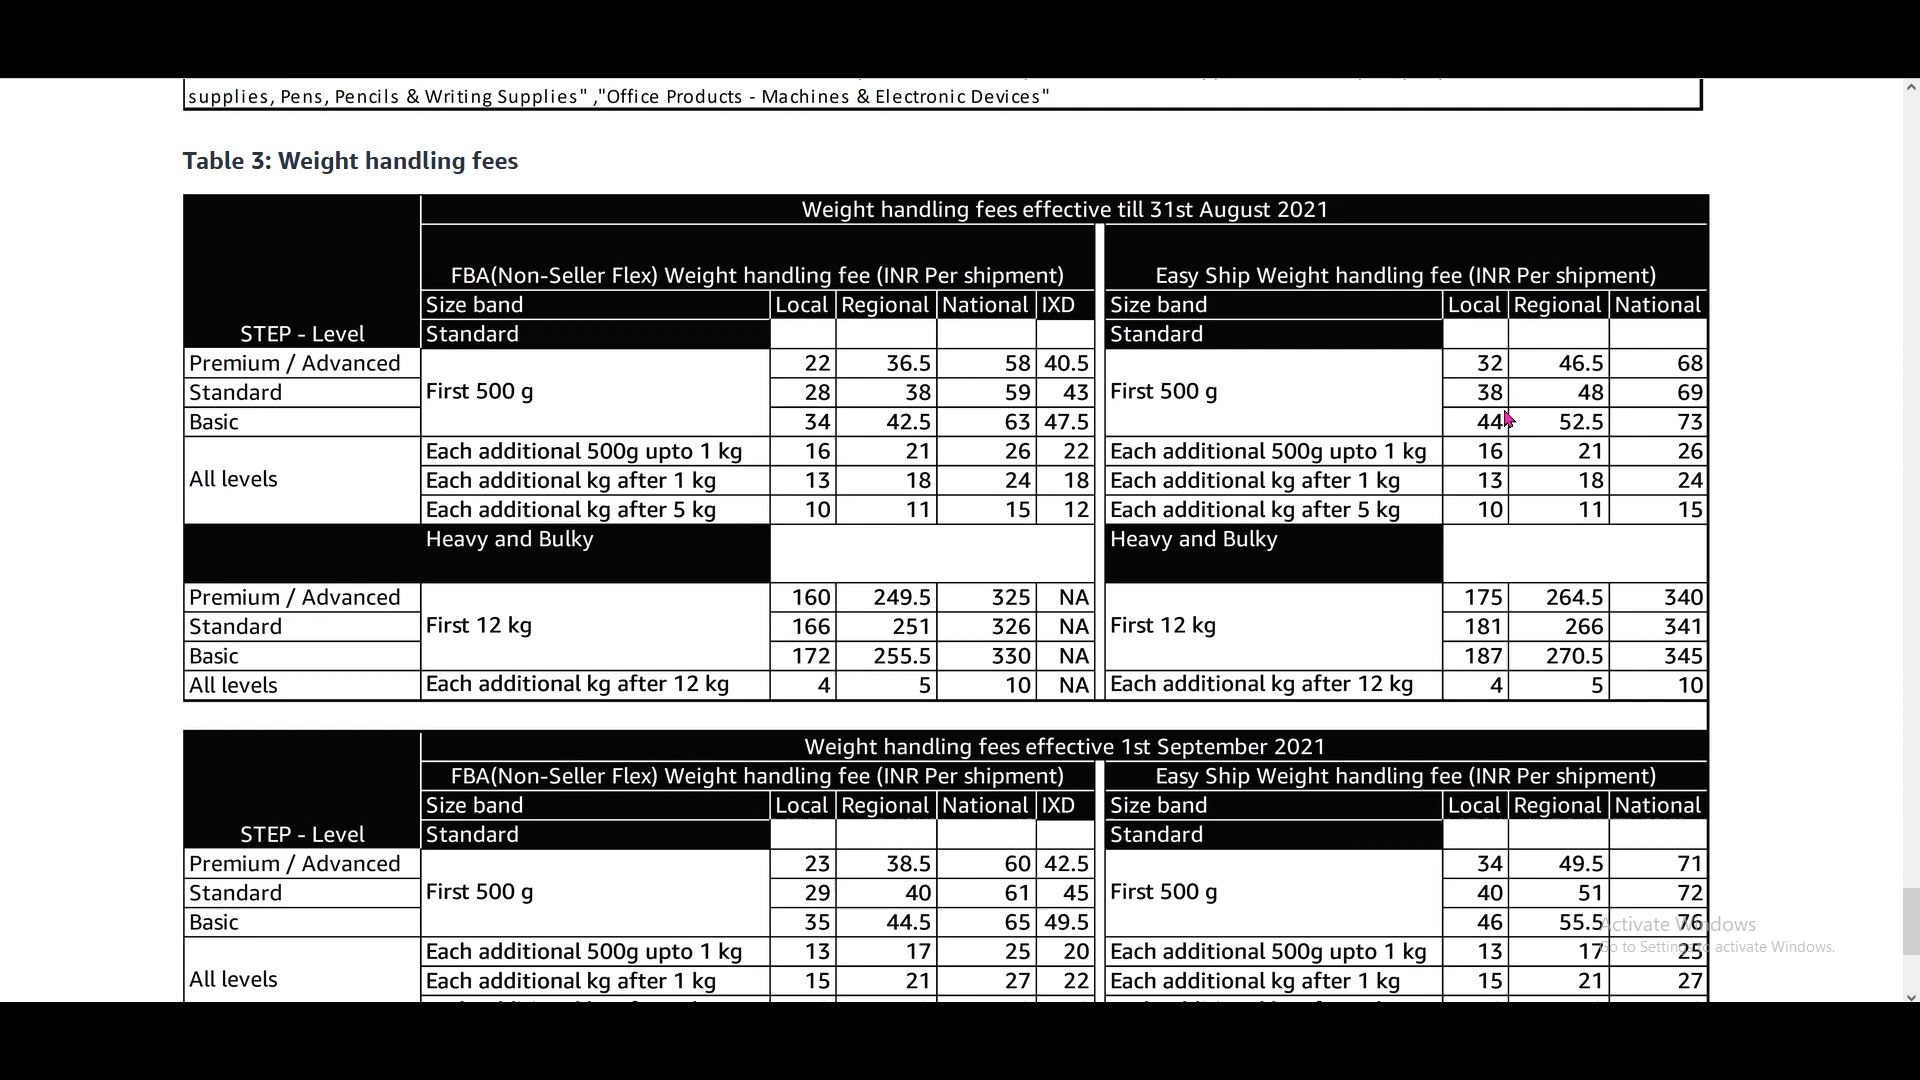 supplies, Pens, Pencils & Writing Supplies" ,"Office Products - Machines & Electronic Devices"
Table 3: Weight handling fees
Weight handling fees effective till 31st August 2021
FBA(Non-Seller Flex) Weight handling fee (INR Per shipment) Easy Ship Weight handling fee (INR Per shipment)
Size band Local Regional National IXD Size band Local Regional National
STEP - Level Standard Standard
Premium / Advanced 22 36.5 58 40.5 32 46.5 68
Standard First 500 g 28 38 59 43 First 500 g 38 48 69
Basic 34 42.5 63 47.5 44 52.5 73
Each additional 500g upto 1 kg 16 21 26 22 Each additional 500g upto 1 kg 16 21 26
All levels Each additional kg after 1 kg 13 18 24 18 Each additional kg after 1 kg 13 18 24
Each additional kg after 5 kg 10 11 15 12 Each additional kg after 5 kg 10 11 15
Heavy and Bulky Heavy and Bulky
Premium / Advanced 160 249.5 325 NA 175 264.5 340
Standard First 12 kg 166 251 326 NA First 12 kg 181 266 341
Basic 172 255.5 330 NA 187 270.5 345
All levels Each additional kg after 12 kg 4 5 10 NA Each additional kg after 12 kg 4 5 10
Weight handling fees effective 1st September 2021
FBA(Non-Seller Flex) Weight handling fee (INR Per shipment) Easy Ship Weight handling fee (INR Per shipment)
Size band Local Regional National IXD Size band Local Regional National
STEP - Level Standard Standard
Premium / Advanced 23 38.5 60 42.5 34 49.5 71
Standard First 500 g 29 40 61 45 First 500 g 40 51 72
Basic 35 44.5 65 49.5 46 55.5 76
Activate Windows
Each additional 500g upto 1 kg 13 17 25 20 Each additional 500g upto 1 kg 13 17 25
Go to Settings to activate Windows.
All levels Each additional kg after 1 kg 15 21 27 22 Each additional kg after 1 kg 15 21 27